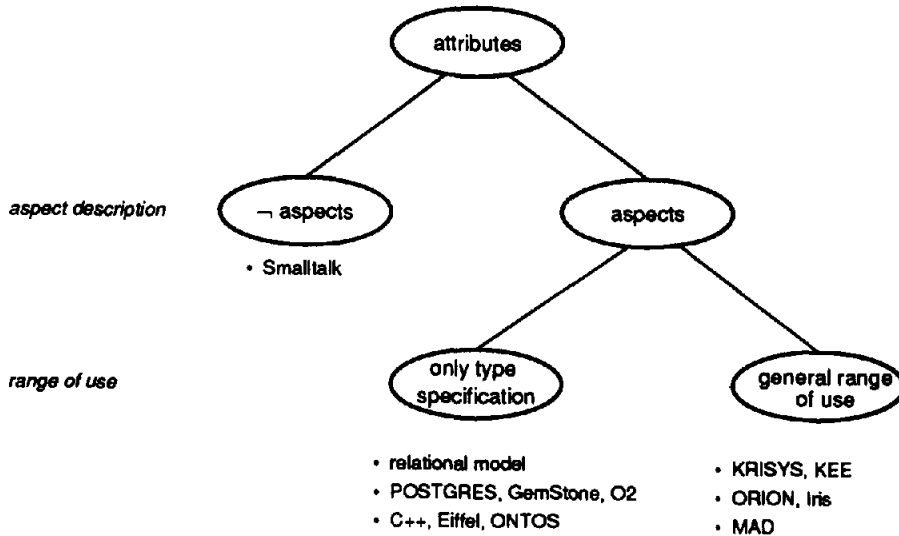 attributes
aspect description
¬ aspects
aspects
• Smalltalk
range of use
only type
specification
general range
of use
• relational model
• POSTGRES, GemStone, O2
• C++, Eiffel, ONTOS
• KRISYS, KEE
• ORION, Iris
• MAD